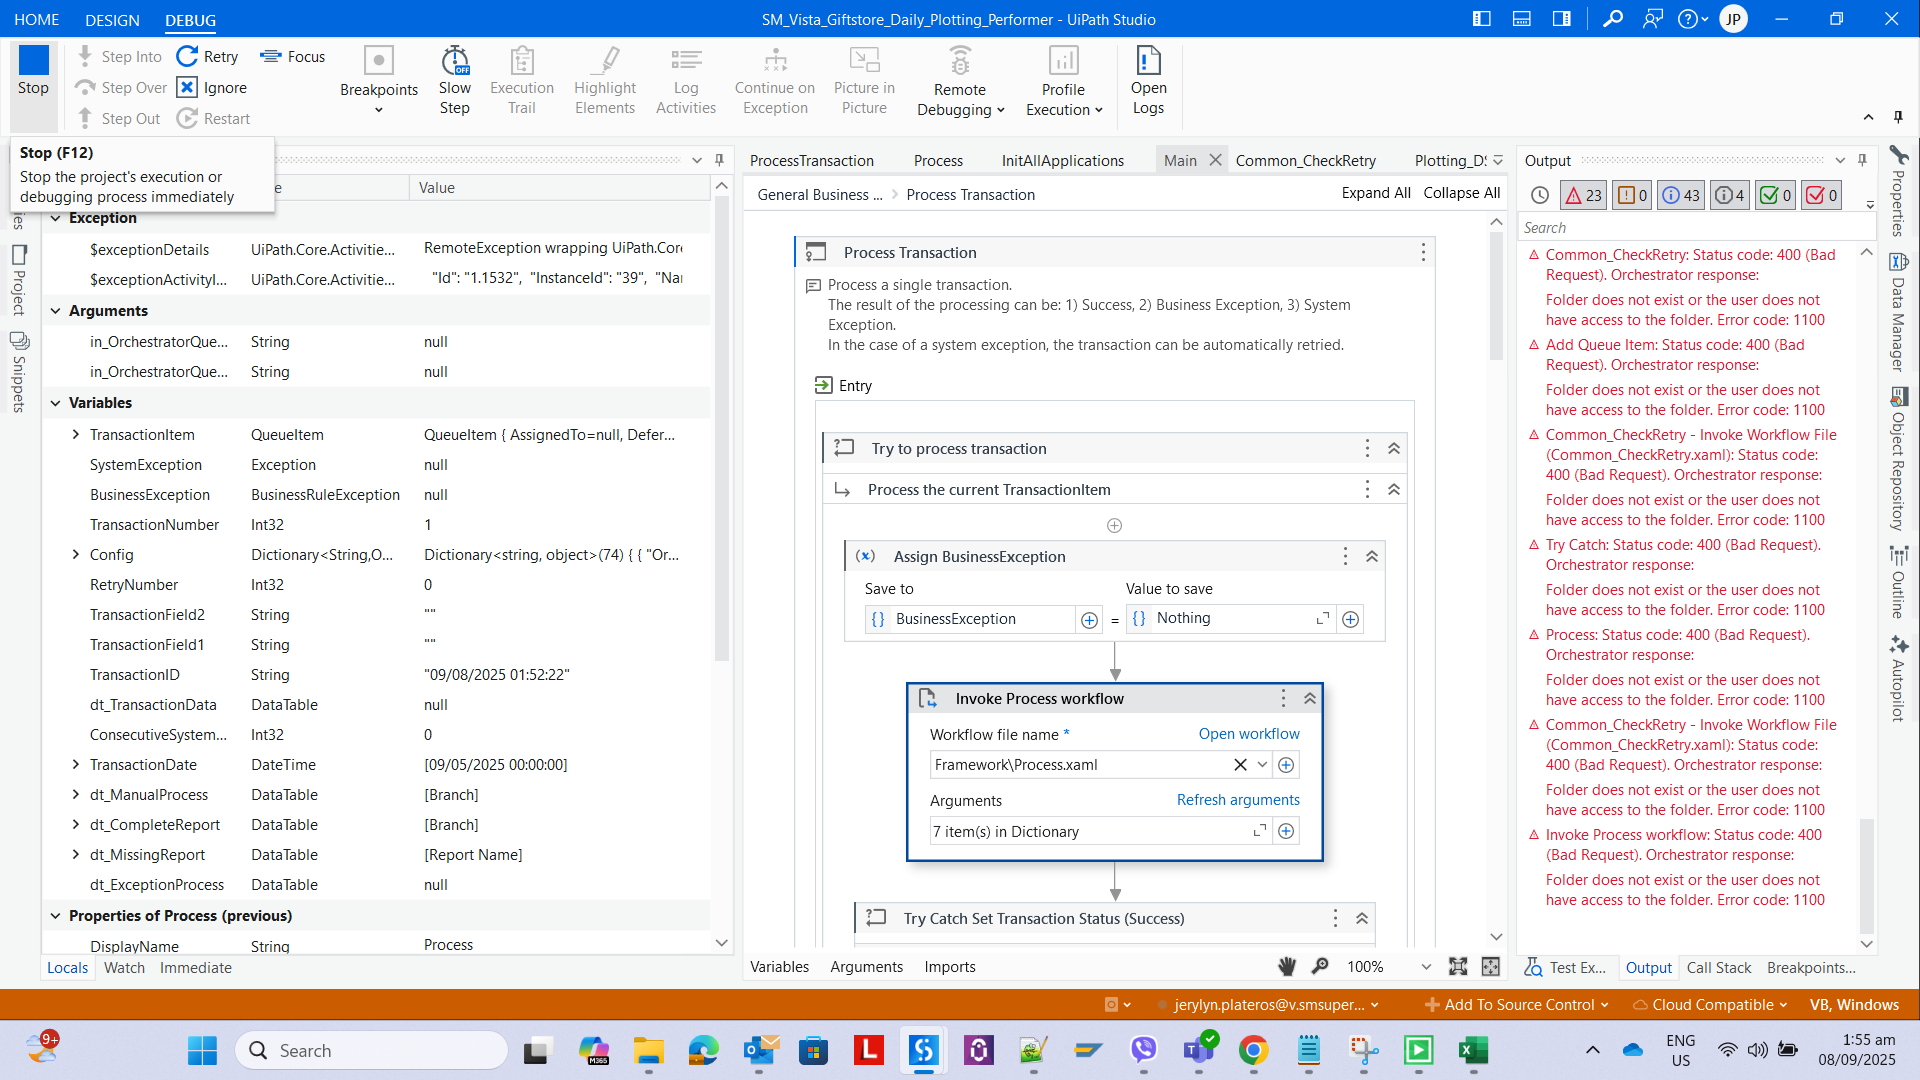 HOME DESIGN DEBUG
SM_Vista_Giftstore_Daily_Plotting_Performer - UiPath Studio
JP
Stop
Step Into
Step Over
Step Out
Retry
Ignore
Restart
Focus
Breakpoints
Slow
Step
OFF
Execution
Trail
Highlight
Elements
Log
Activities
Continue on
Exception
Picture in
Picture
Remote
Debugging
Profile
Execution
Open
Logs
Stop (F12)
Stop the project's execution or
debugging process immediately
Value
Exception
$exceptionDetails UiPath.Core.Activitie... RemoteException wrapping UiPath.Core
$exceptionActivityI... UiPath.Core.Activitie... "Id": "1.1532", "InstanceId": "39", "Nar
Arguments
in_OrchestratorQue... String null
in_OrchestratorQue... String null
Variables
TransactionItem QueueItem QueueItem { AssignedTo=null, Defer...
SystemException Exception null
BusinessException BusinessRuleException null
TransactionNumber Int32 1
Config Dictionary<String,O... Dictionary<string, object>(74) { { "Or...
RetryNumber Int32 0
TransactionField2 String ""
TransactionField1 String ""
TransactionID String "09/08/2025 01:52:22"
dt_TransactionData DataTable null
ConsecutiveSystem... Int32 0
TransactionDate DateTime [09/05/2025 00:00:00]
dt_ManualProcess DataTable [Branch]
dt_CompleteReport DataTable [Branch]
dt_MissingReport DataTable [Report Name]
dt_ExceptionProcess DataTable null
Properties of Process (previous)
DisplayName String Process
Locals Watch Immediate
Project
Snippets
ProcessTransaction Process InitAllApplications Main Common_CheckRetry Plotting_DS
General Business ... > Process Transaction
Expand All Collapse All
Process Transaction
Process a single transaction.
The result of the processing can be: 1) Success, 2) Business Exception, 3) System
Exception.
In the case of a system exception, the transaction can be automatically retried.
Entry
Try to process transaction
Process the current TransactionItem
Assign BusinessException
Save to Value to save
BusinessException = Nothing
Invoke Process workflow
Workflow file name * Open workflow
Framework\Process.xaml
Arguments Refresh arguments
7 item(s) in Dictionary
Try Catch Set Transaction Status (Success)
Variables Arguments Imports
100%
Output
23 0 43 4 0 0
Search
Common_CheckRetry: Status code: 400 (Bad
Request). Orchestrator response:
Folder does not exist or the user does not
have access to the folder. Error code: 1100
Add Queue Item: Status code: 400 (Bad
Request). Orchestrator response:
Folder does not exist or the user does not
have access to the folder. Error code: 1100
Common_CheckRetry - Invoke Workflow File
(Common_CheckRetry.xaml): Status code:
400 (Bad Request). Orchestrator response:
Folder does not exist or the user does not
have access to the folder. Error code: 1100
Try Catch: Status code: 400 (Bad Request).
Orchestrator response:
Folder does not exist or the user does not
have access to the folder. Error code: 1100
Process: Status code: 400 (Bad Request).
Orchestrator response:
Folder does not exist or the user does not
have access to the folder. Error code: 1100
Common_CheckRetry - Invoke Workflow File
(Common_CheckRetry.xaml): Status code:
400 (Bad Request). Orchestrator response:
Folder does not exist or the user does not
have access to the folder. Error code: 1100
Invoke Process workflow: Status code: 400
(Bad Request). Orchestrator response:
Folder does not exist or the user does not
have access to the folder. Error code: 1100
Test Ex... Output Call Stack Breakpoints...
Properties
Data Manager
Object Repository
Outline
Autopilot
jerylyn.plateros@v.smsuper...
Add To Source Control
Cloud Compatible
VB, Windows
9+
Search
M365
ENG
US
1:55 am
08/09/2025